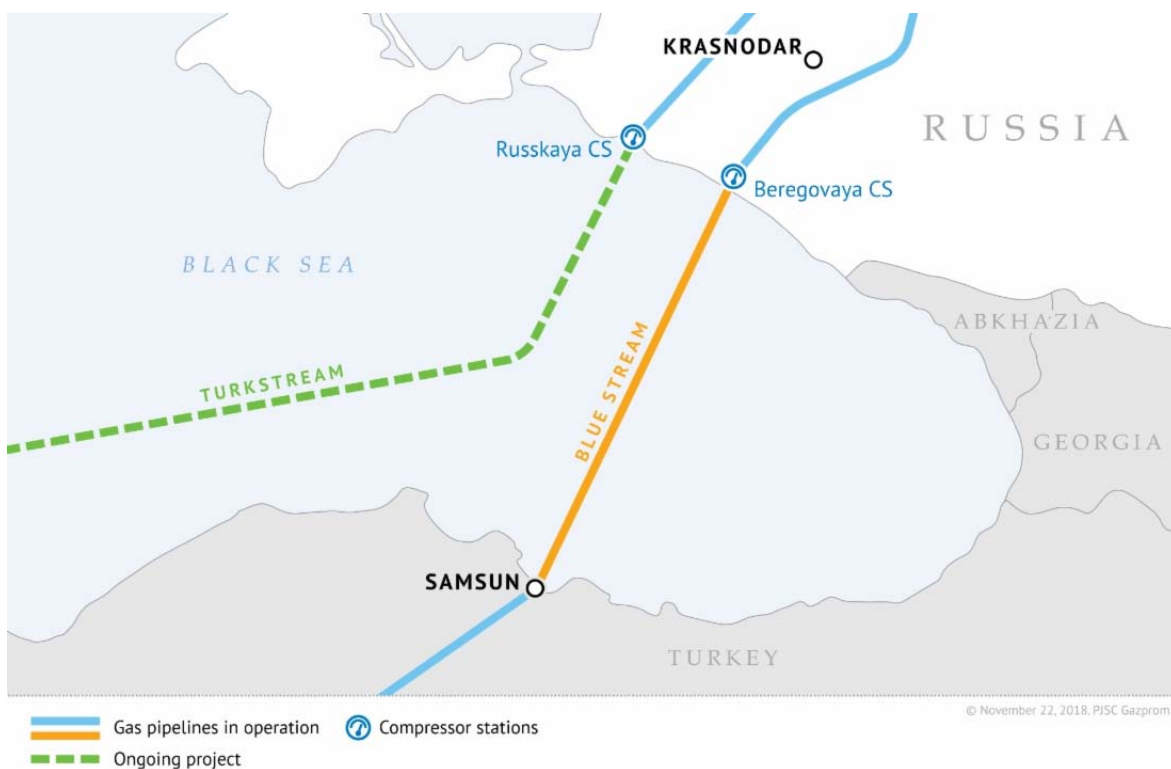 KRASNODAR
Russkaya CS
RUSSIA
Beregovaya CS
BLACK SEA
ABKHAZIA
TURKSTREAM
BLUE STREAM
GEORGIA
SAMSUN
TURKEY
© November 22, 2018. PJSC Gazprom
Gas pipelines in operation
Compressor stations
Ongoing project